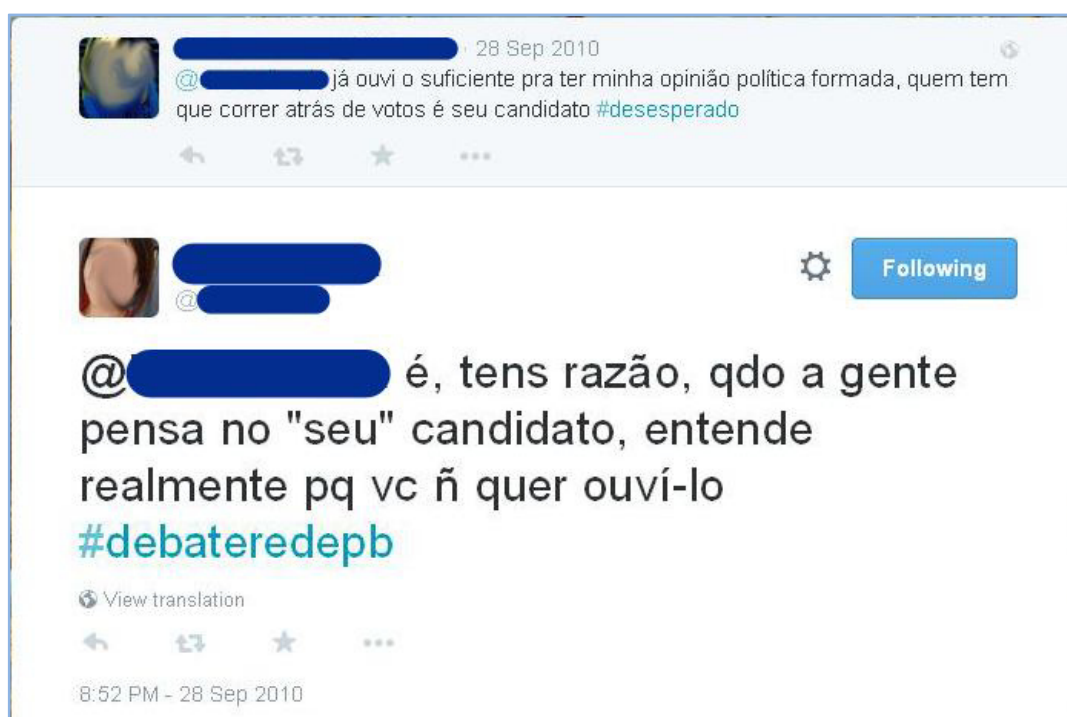 · 28 Sep 2010
@ já ouvi o suficiente pra ter minha opinião política formada, quem tem
que correr atrás de votos é seu candidato #desesperado
Following
@
@ é, tens razão, qdo a gente
pensa no "seu" candidato, entende
realmente pq vc ñ quer ouví-lo
#debateredepb
View translation
8:52 PM - 28 Sep 2010